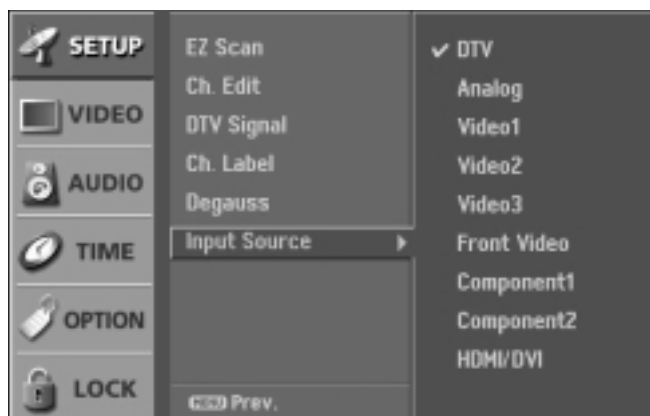 SETUP
VIDEO
AUDIO
TIME
OPTION
LOCK
EZ Scan
Ch. Edit
DTV Signal
Ch. Label
Degauss
Input Source
MENU Prev.
DTV
Analog
Video1
Video2
Video3
Front Video
Component1
Component2
HDMI/DVI